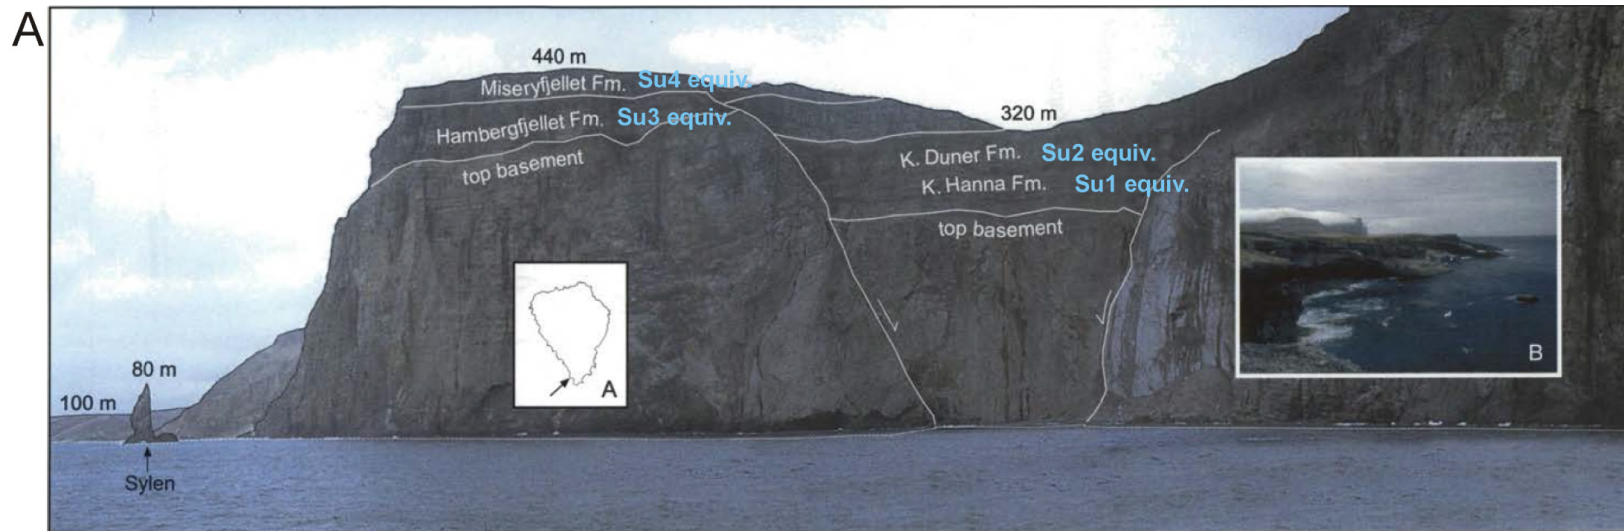 A
440 m
Miseryfjellet Fm. Su4 equiv.
Hambergfjellet Fm. Su3 equiv.
top basement
320 m
K. Duner Fm. Su2 equiv.
K. Hanna Fm. Su1 equiv.
top basement
80 m
100 m
Sylen
A
B